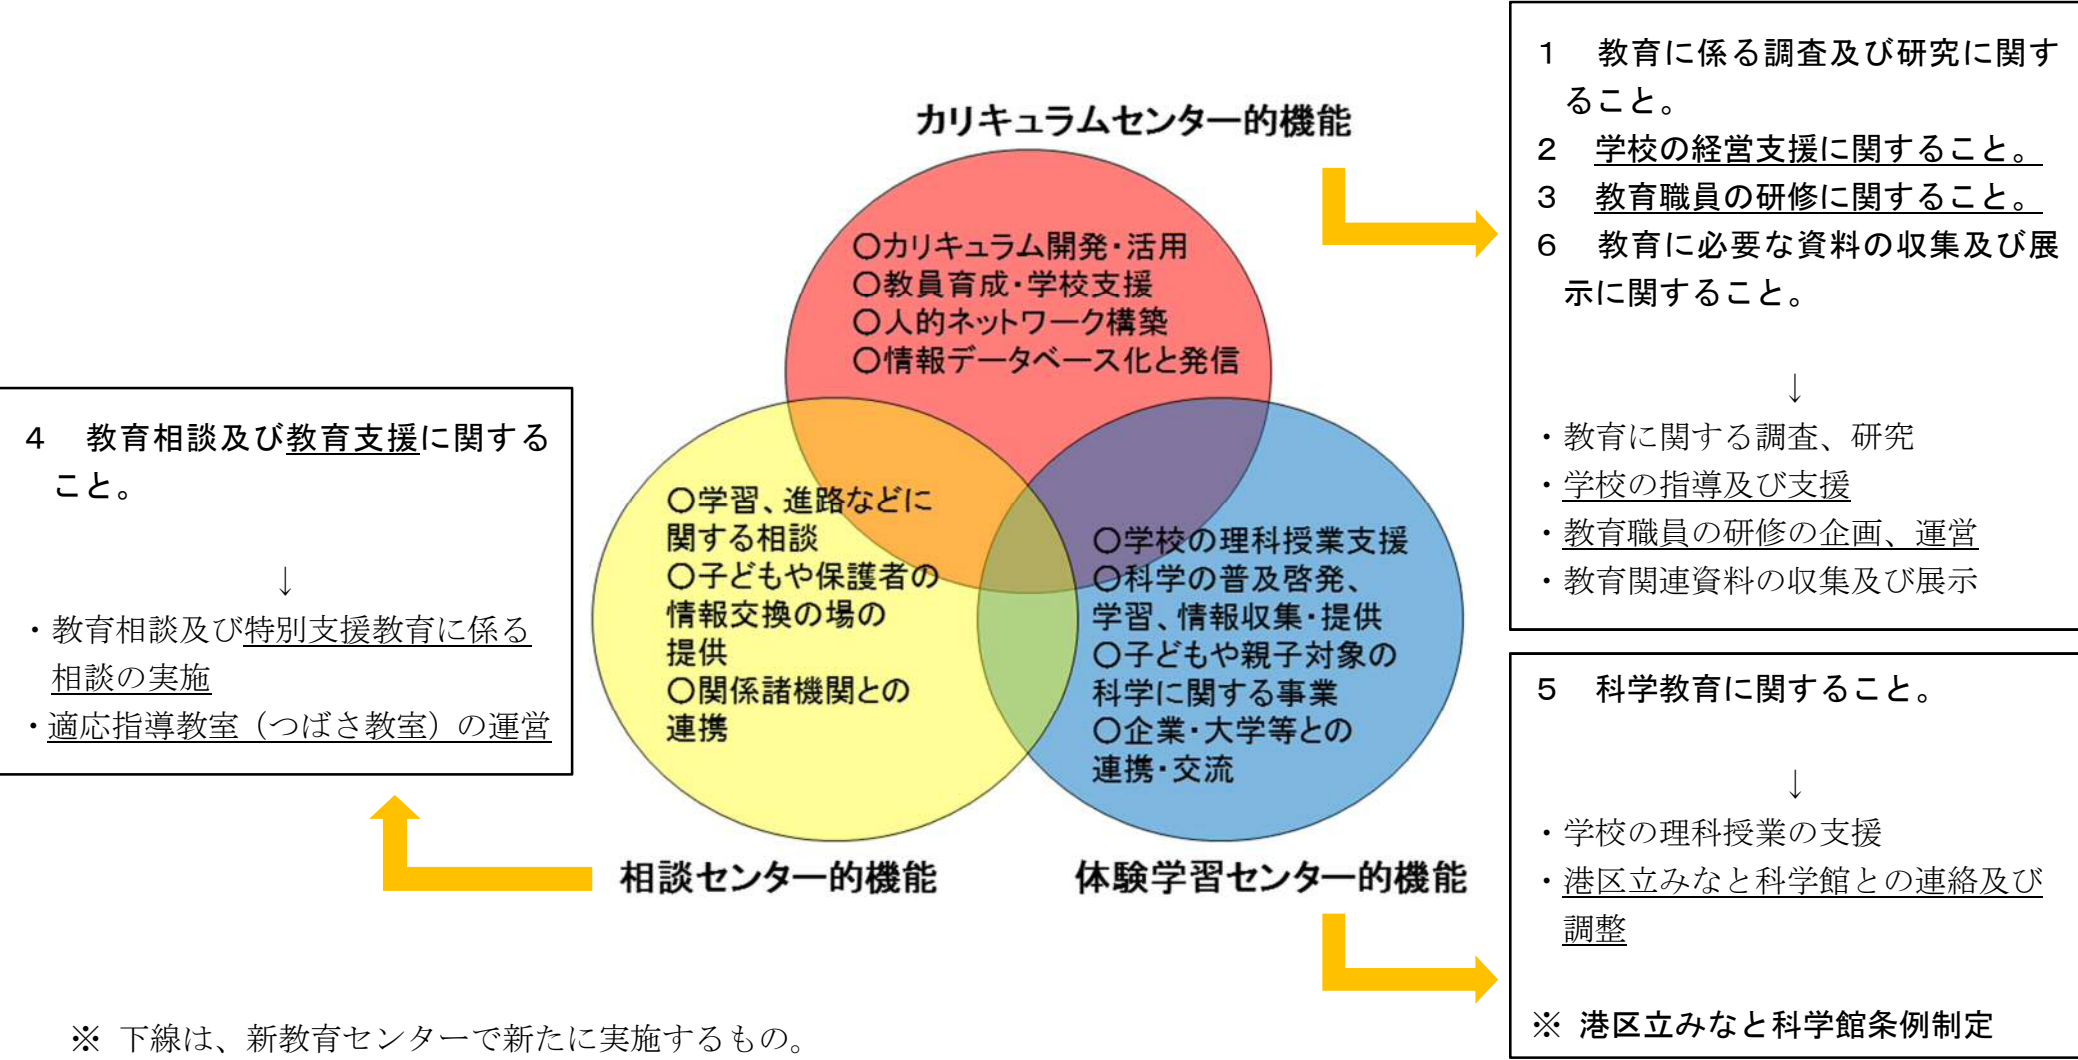 カリキュラムセンター的機能
○カリキュラム開発・活用
○教員育成・学校支援
○人的ネットワーク構築
○情報データベース化と発信
1　教育に係る調査及び研究に関す
ること。
2　学校の経営支援に関すること。
3　教育職員の研修に関すること。
6　教育に必要な資料の収集及び展
示に関すること。
↓
・教育に関する調査、研究
・学校の指導及び支援
・教育職員の研修の企画、運営
・教育関連資料の収集及び展示
4　教育相談及び教育支援に関する
こと。
↓
・教育相談及び特別支援教育に係る
相談の実施
・適応指導教室（つばさ教室）の運営
○学習、進路などに
関する相談
○子どもや保護者の
情報交換の場の
提供
○関係諸機関との
連携
相談センター的機能
○学校の理科授業支援
○科学の普及啓発、
学習、情報収集・提供
○子どもや親子対象の
科学に関する事業
○企業・大学等との
連携・交流
体験学習センター的機能
5　科学教育に関すること。
↓
・学校の理科授業の支援
・港区立みなと科学館との連絡及び
調整
※ 港区立みなと科学館条例制定
※ 下線は、新教育センターで新たに実施するもの。